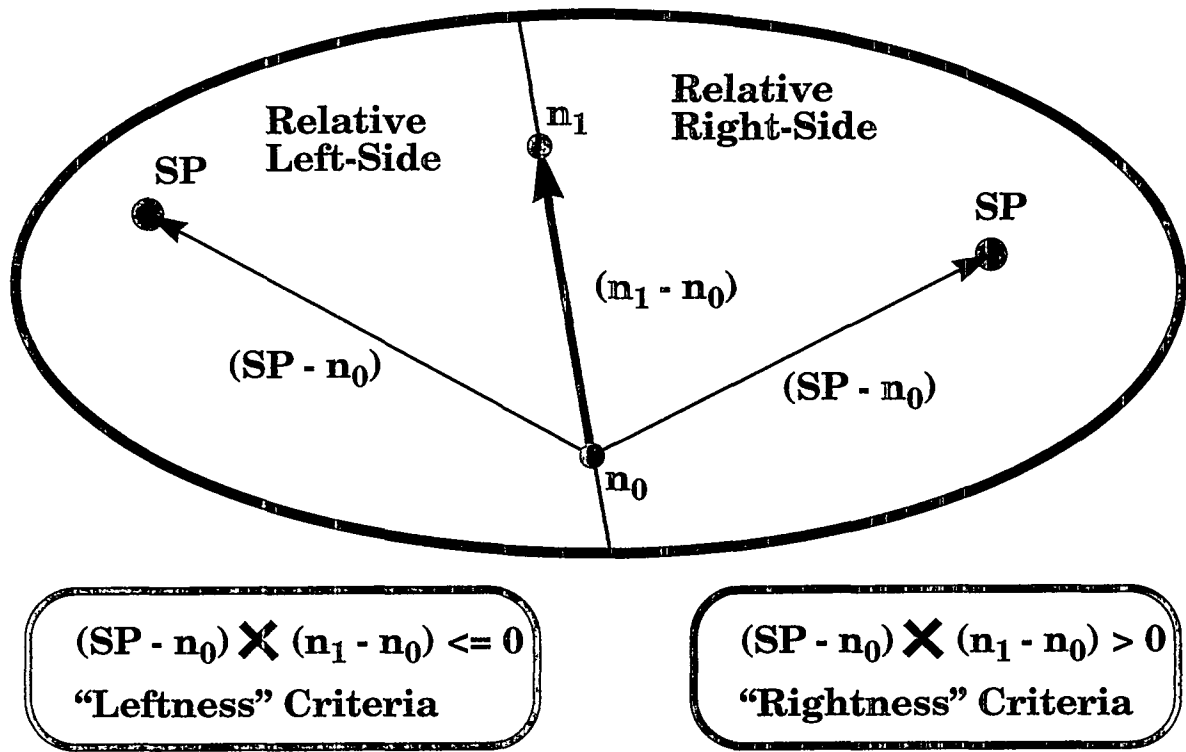 Relative
Left-Side
n1
Relative
Right-Side
SP
SP
(n1 - n0)
(SP - n0)
(SP - n0)
n0
(SP - n0) × (n1 - n0) <= 0
“Leftness” Criteria
(SP - n0) × (n1 - n0) > 0
“Rightness” Criteria